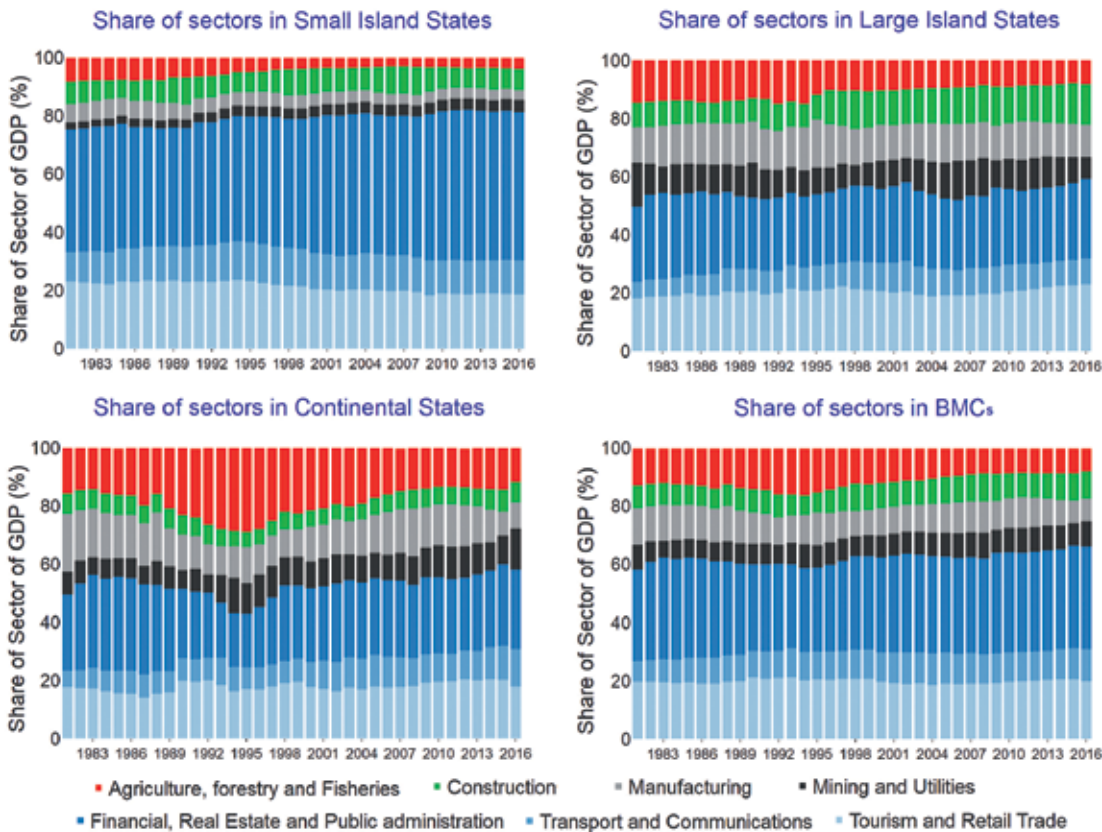 Share of sectors in Small Island States
Share of Sector of GDP (%)
100
80
60
40
20
0
1983 1986 1989 1992 1995 1998 2001 2004 2007 2010 2013 2016
Share of sectors in Large Island States
Share of Sector of GDP (%)
100
80
60
40
20
0
1983 1986 1989 1992 1995 1998 2001 2004 2007 2010 2013 2016
Share of sectors in Continental States
Share of Sector of GDP (%)
100
80
60
40
20
0
1983 1986 1989 1992 1995 1998 2001 2004 2007 2010 2013 2016
Share of sectors in BMCs
Share of Sector of GDP (%)
100
80
60
40
20
0
1983 1986 1989 1992 1995 1998 2001 2004 2007 2010 2013 2016
Agriculture, forestry and Fisheries Construction Manufacturing Mining and Utilities
Financial, Real Estate and Public administration Transport and Communications Tourism and Retail Trade